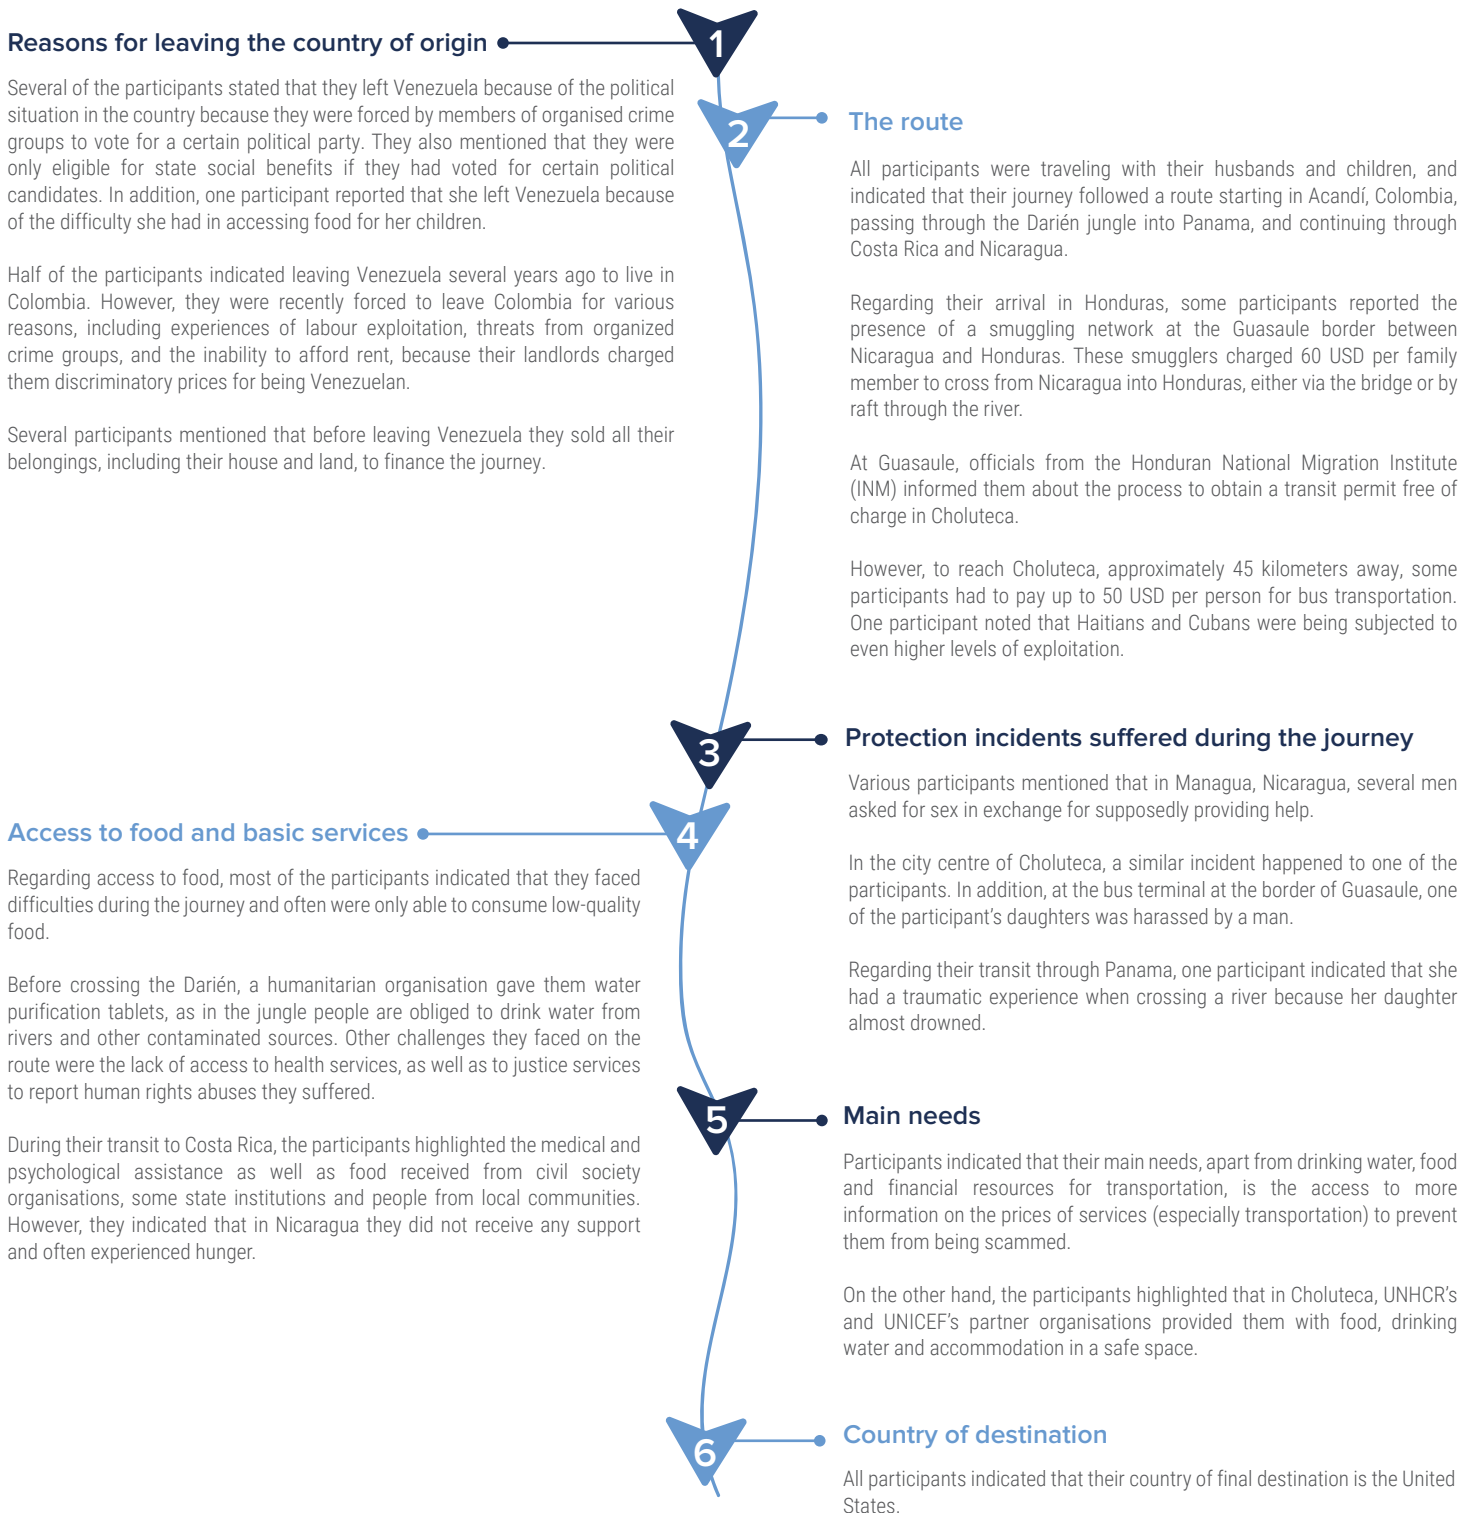 1
Reasons for leaving the country of origin
Several of the participants stated that they left Venezuela because of the political
situation in the country because they were forced by members of organised crime
groups to vote for a certain political party. They also mentioned that they were
only eligible for state social benefits if they had voted for certain political
candidates. In addition, one participant reported that she left Venezuela because
of the difficulty she had in accessing food for her children.
Half of the participants indicated leaving Venezuela several years ago to live in
Colombia. However, they were recently forced to leave Colombia for various
reasons, including experiences of labour exploitation, threats from organized
crime groups, and the inability to afford rent, because their landlords charged
them discriminatory prices for being Venezuelan.
Several participants mentioned that before leaving Venezuela they sold all their
belongings, including their house and land, to finance the journey.
2
The route
All participants were traveling with their husbands and children, and
indicated that their journey followed a route starting in Acandí, Colombia,
passing through the Darién jungle into Panama, and continuing through
Costa Rica and Nicaragua.
Regarding their arrival in Honduras, some participants reported the
presence of a smuggling network at the Guasaule border between
Nicaragua and Honduras. These smugglers charged 60 USD per family
member to cross from Nicaragua into Honduras, either via the bridge or by
raft through the river.
At Guasaule, officials from the Honduran National Migration Institute
(INM) informed them about the process to obtain a transit permit free of
charge in Choluteca.
However, to reach Choluteca, approximately 45 kilometers away, some
participants had to pay up to 50 USD per person for bus transportation.
One participant noted that Haitians and Cubans were being subjected to
even higher levels of exploitation.
3
Protection incidents suffered during the journey
Various participants mentioned that in Managua, Nicaragua, several men
asked for sex in exchange for supposedly providing help.
In the city centre of Choluteca, a similar incident happened to one of the
participants. In addition, at the bus terminal at the border of Guasaule, one
of the participant's daughters was harassed by a man.
Regarding their transit through Panama, one participant indicated that she
had a traumatic experience when crossing a river because her daughter
almost drowned.
4
Access to food and basic services
Regarding access to food, most of the participants indicated that they faced
difficulties during the journey and often were only able to consume low-quality
food.
Before crossing the Darién, a humanitarian organisation gave them water
purification tablets, as in the jungle people are obliged to drink water from
rivers and other contaminated sources. Other challenges they faced on the
route were the lack of access to health services, as well as to justice services
to report human rights abuses they suffered.
During their transit to Costa Rica, the participants highlighted the medical and
psychological assistance as well as food received from civil society
organisations, some state institutions and people from local communities.
However, they indicated that in Nicaragua they did not receive any support
and often experienced hunger.
5
Main needs
Participants indicated that their main needs, apart from drinking water, food
and financial resources for transportation, is the access to more
information on the prices of services (especially transportation) to prevent
them from being scammed.
On the other hand, the participants highlighted that in Choluteca, UNHCR's
and UNICEF's partner organisations provided them with food, drinking
water and accommodation in a safe space.
6
Country of destination
All participants indicated that their country of final destination is the United
States.